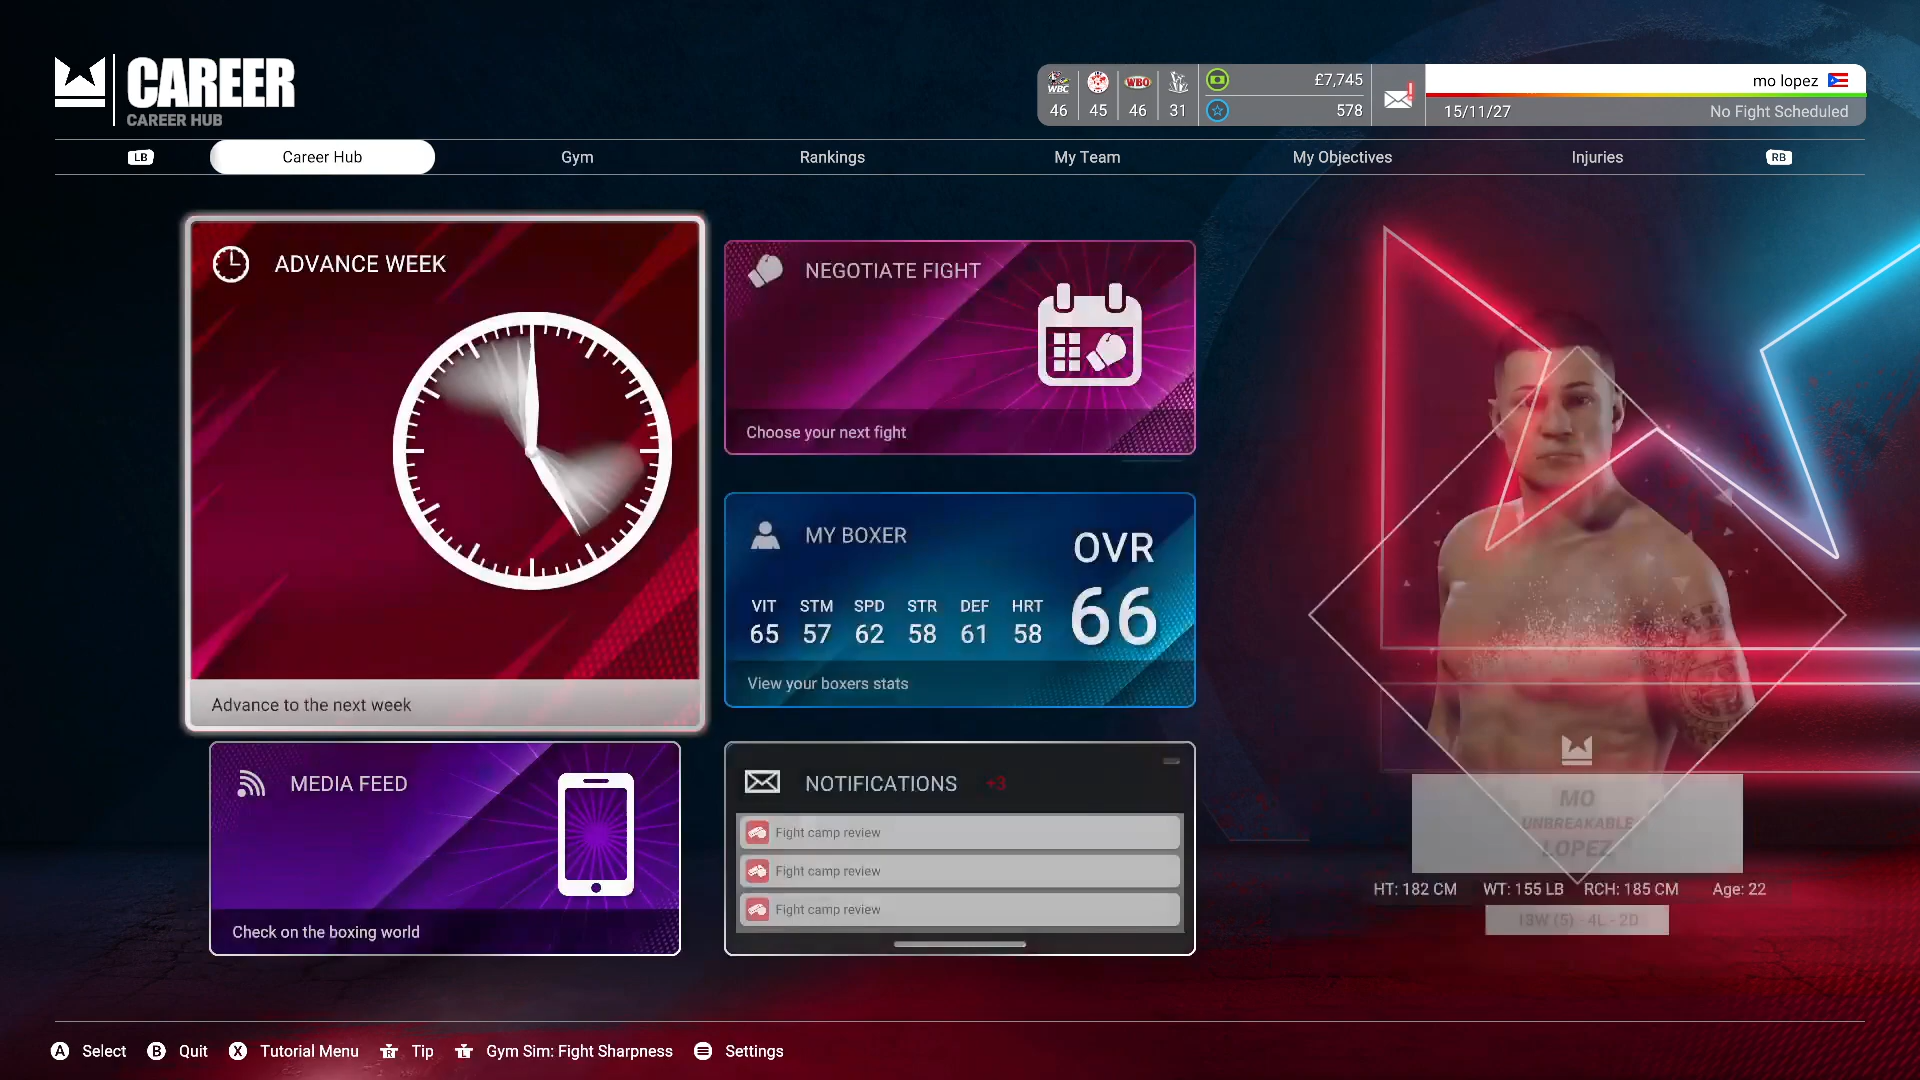 CAREER
CAREER HUB
WBC
WBO
46
45
46
31
£7,745
578
mo lopez
15/11/27
No Fight Scheduled
LB
Career Hub
Gym
Rankings
My Team
My Objectives
Injuries
RB
ADVANCE WEEK
Advance to the next week
NEGOTIATE FIGHT
Choose your next fight
MY BOXER
OVR
66
VIT STM SPD STR DEF HRT
65 57 62 58 61 58
View your boxers stats
MEDIA FEED
Check on the boxing world
NOTIFICATIONS +3
Fight camp review
Fight camp review
Fight camp review
MO
UNBREAKABLE
LOPEZ
HT: 182 CM WT: 155 LB RCH: 185 CM Age: 22
13W (5) - 4L - 2D
A Select B Quit X Tutorial Menu R Tip L Gym Sim: Fight Sharpness Settings